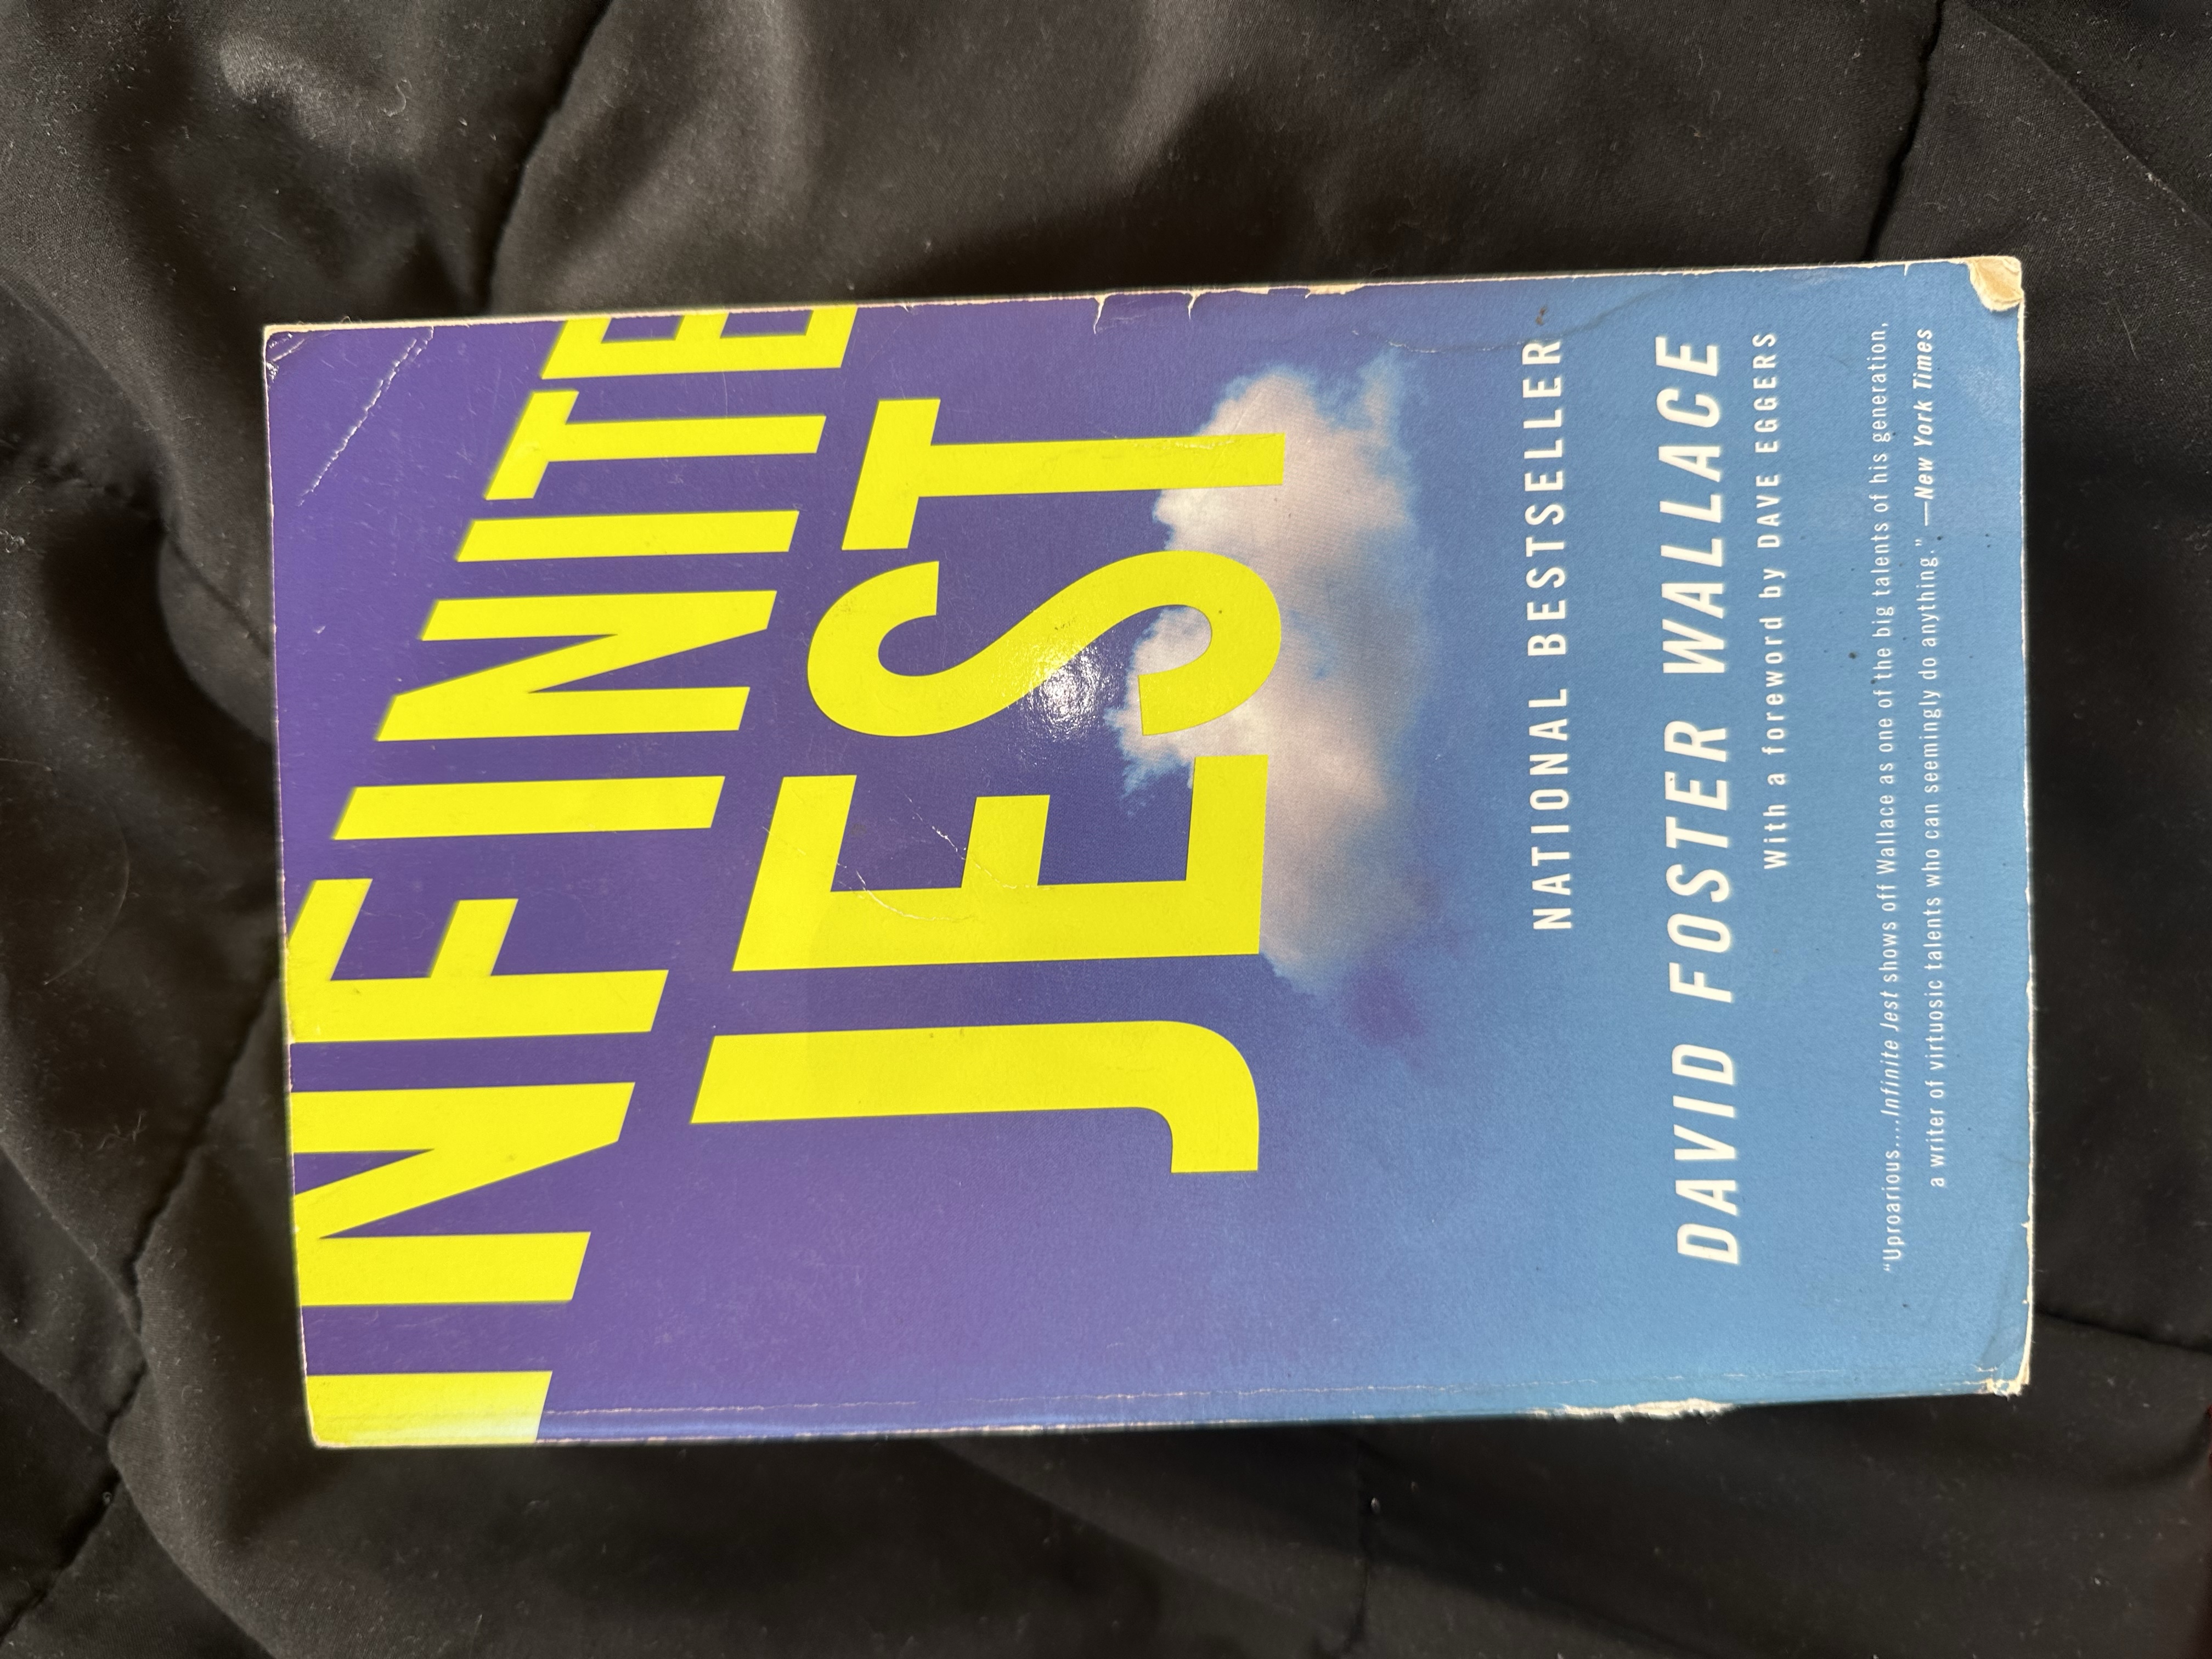 INFINITE
JEST
NATIONAL BESTSELLER
DAVID FOSTER WALLACE
With a foreword by DAVE EGGERS
“Uproarious....Infinite Jest shows off Wallace as one of the big talents of his generation,
a writer of virtuosic talents who can seemingly do anything.” —New York Times